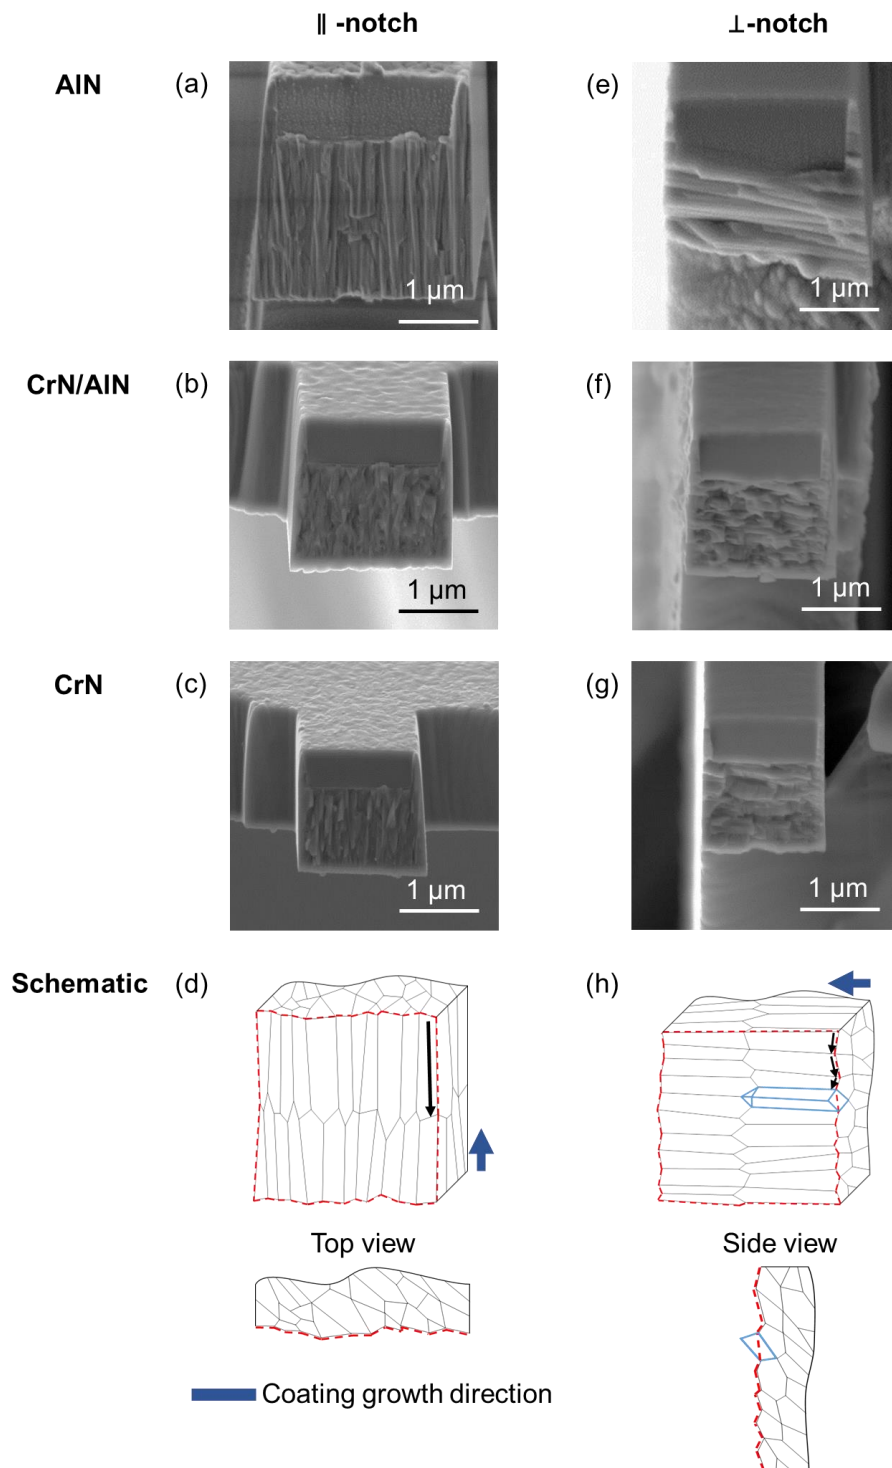 ∥ -notch
⊥-notch
AlN
(a)
1 µm
(e)
1 µm
CrN/AlN
(b)
1 µm
(f)
1 µm
CrN
(c)
1 µm
(g)
1 µm
Schematic
(d)
(h)
Top view
Side view
Coating growth direction